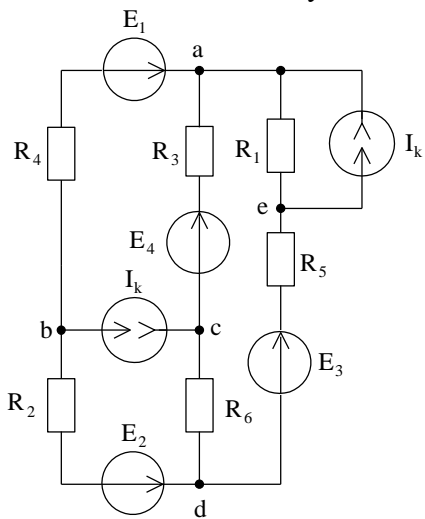 E₁
a
R₄
R₃
R₁
Iₖ
e
E₄
R₅
Iₖ
b
c
E₃
R₂
R₆
E₂
d